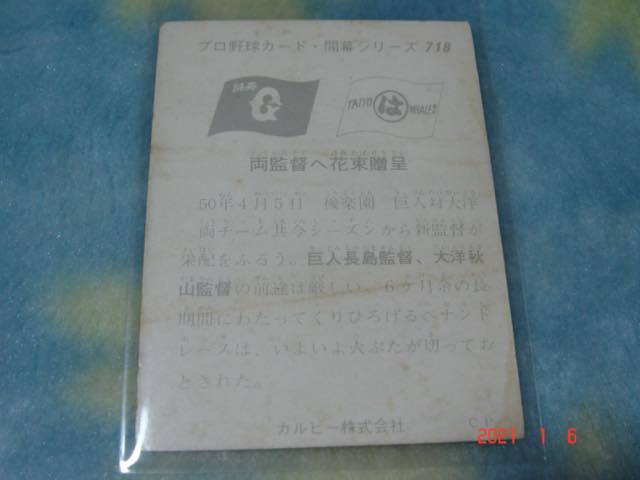 プロ野球カード・開幕シリーズ 718
読売 G
TAIYO は WHALES
両監督へ花束贈呈
50年4月5日 後楽園 巨人対大洋
両チーム共今シーズンから新監督が
采配をふるう。巨人長島監督、大洋秋
山監督の前途は厳しい。6ヶ月余の長
期間にわたってくりひろげるペナント
レースは、いよいよ火ぶたが切ってお
とされた。
カルビー株式会社
2021 1 6